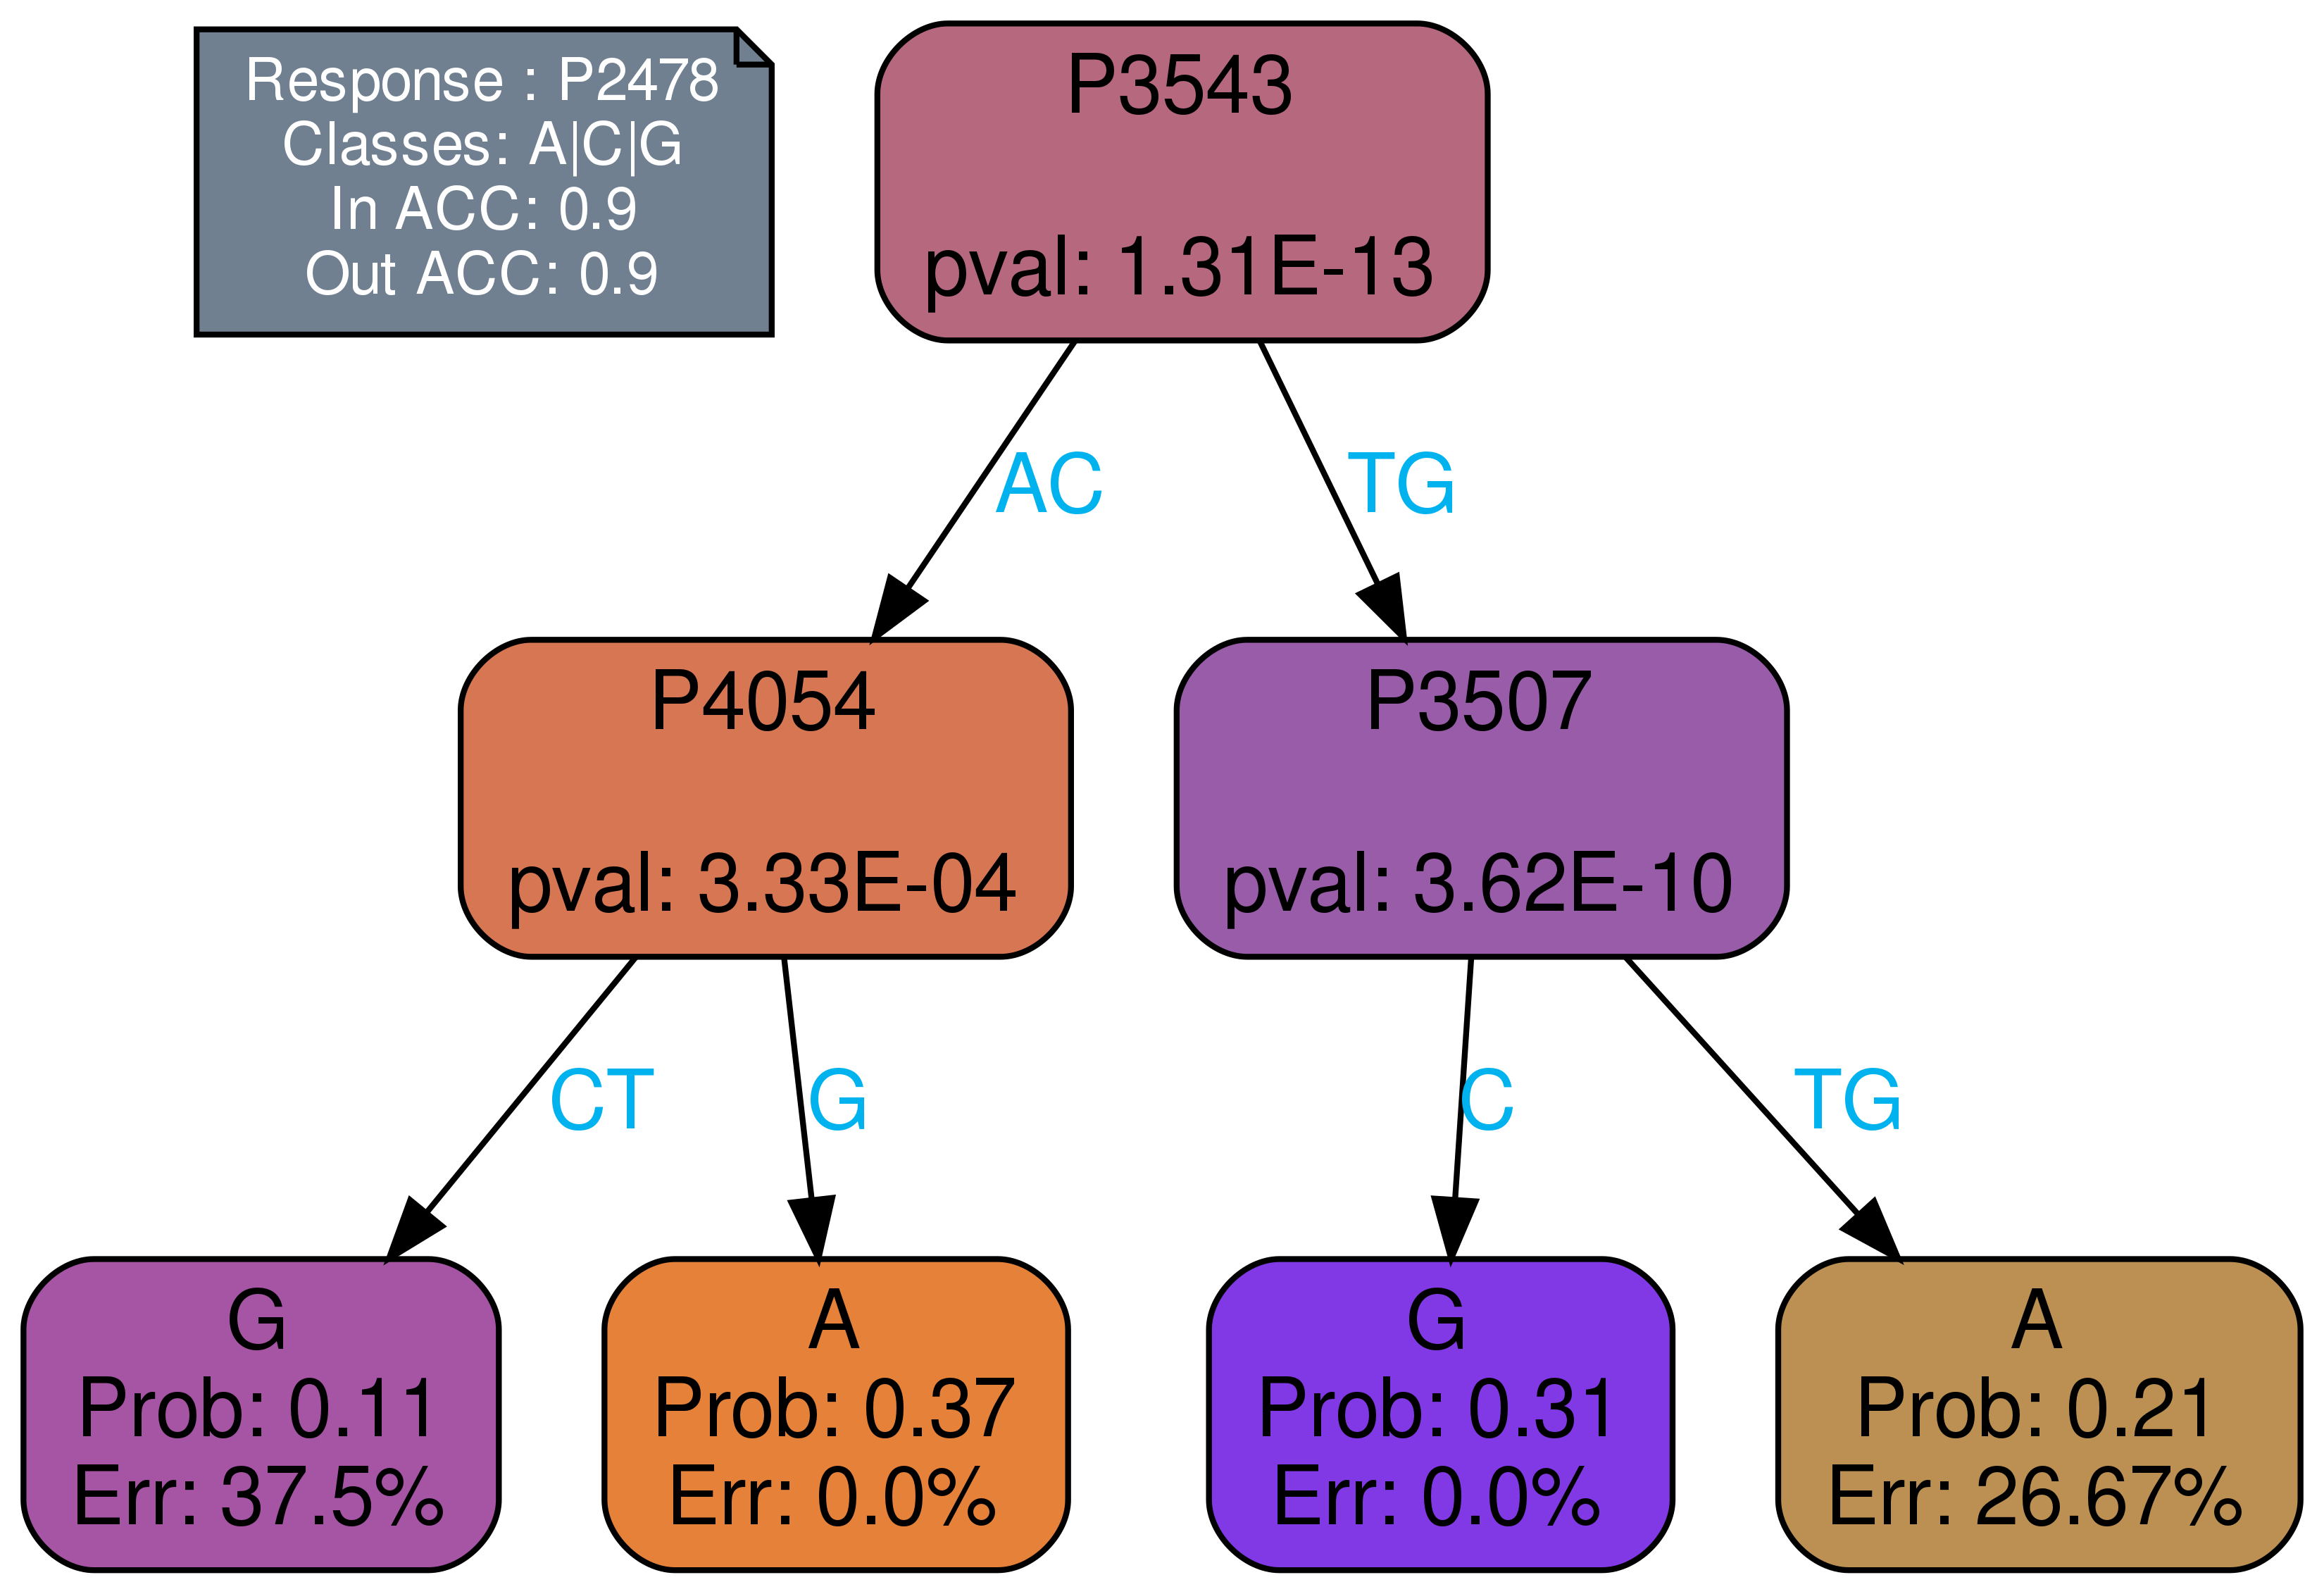 Response : P2478
Classes: A|C|G
In ACC: 0.9
Out ACC: 0.9
P3543
pval: 1.31E-13
AC
TG
P4054
pval: 3.33E-04
P3507
pval: 3.62E-10
CT
G
C
TG
G
Prob: 0.11
Err: 37.5%
A
Prob: 0.37
Err: 0.0%
G
Prob: 0.31
Err: 0.0%
A
Prob: 0.21
Err: 26.67%